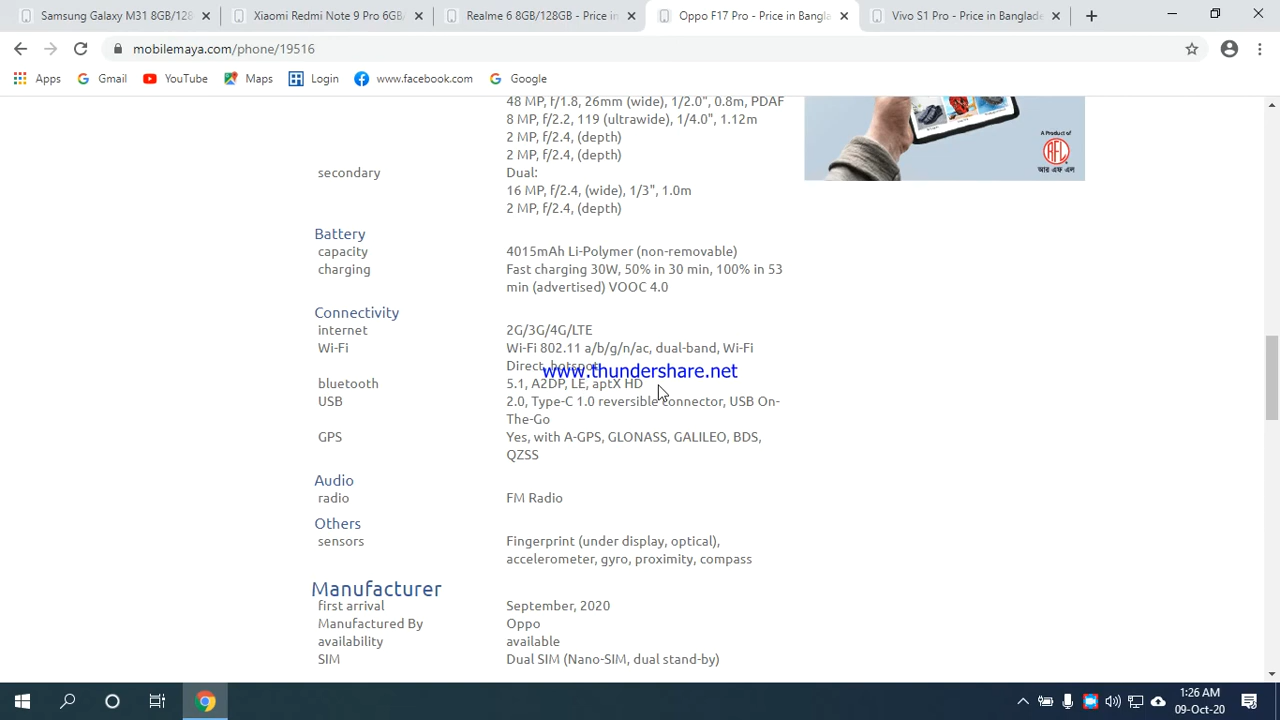 Samsung Galaxy M31 8GB/128
Xiaomi Redmi Note 9 Pro 6GB
Realme 6 8GB/128GB - Price in
Oppo F17 Pro - Price in Bangla
Vivo S1 Pro - Price in Banglade
mobilemaya.com/phone/19516
Apps
Gmail
YouTube
Maps
Login
www.facebook.com
Google
48 MP, f/1.8, 26mm (wide), 1/2.0", 0.8m, PDAF
8 MP, f/2.2, 119 (ultrawide), 1/4.0", 1.12m
2 MP, f/2.4, (depth)
2 MP, f/2.4, (depth)
A Product of
RFL
আর এফ এল
secondary Dual:
16 MP, f/2.4, (wide), 1/3", 1.0m
2 MP, f/2.4, (depth)
Battery
capacity 4015mAh Li-Polymer (non-removable)
charging Fast charging 30W, 50% in 30 min, 100% in 53
min (advertised) VOOC 4.0
Connectivity
internet 2G/3G/4G/LTE
Wi-Fi Wi-Fi 802.11 a/b/g/n/ac, dual-band, Wi-Fi
Direct, hotspot
www.thundershare.net
bluetooth 5.1, A2DP, LE, aptX HD
USB 2.0, Type-C 1.0 reversible connector, USB On-
The-Go
GPS Yes, with A-GPS, GLONASS, GALILEO, BDS,
QZSS
Audio
radio FM Radio
Others
sensors Fingerprint (under display, optical),
accelerometer, gyro, proximity, compass
Manufacturer
first arrival September, 2020
Manufactured By Oppo
availability available
SIM Dual SIM (Nano-SIM, dual stand-by)
1:26 AM
09-Oct-20